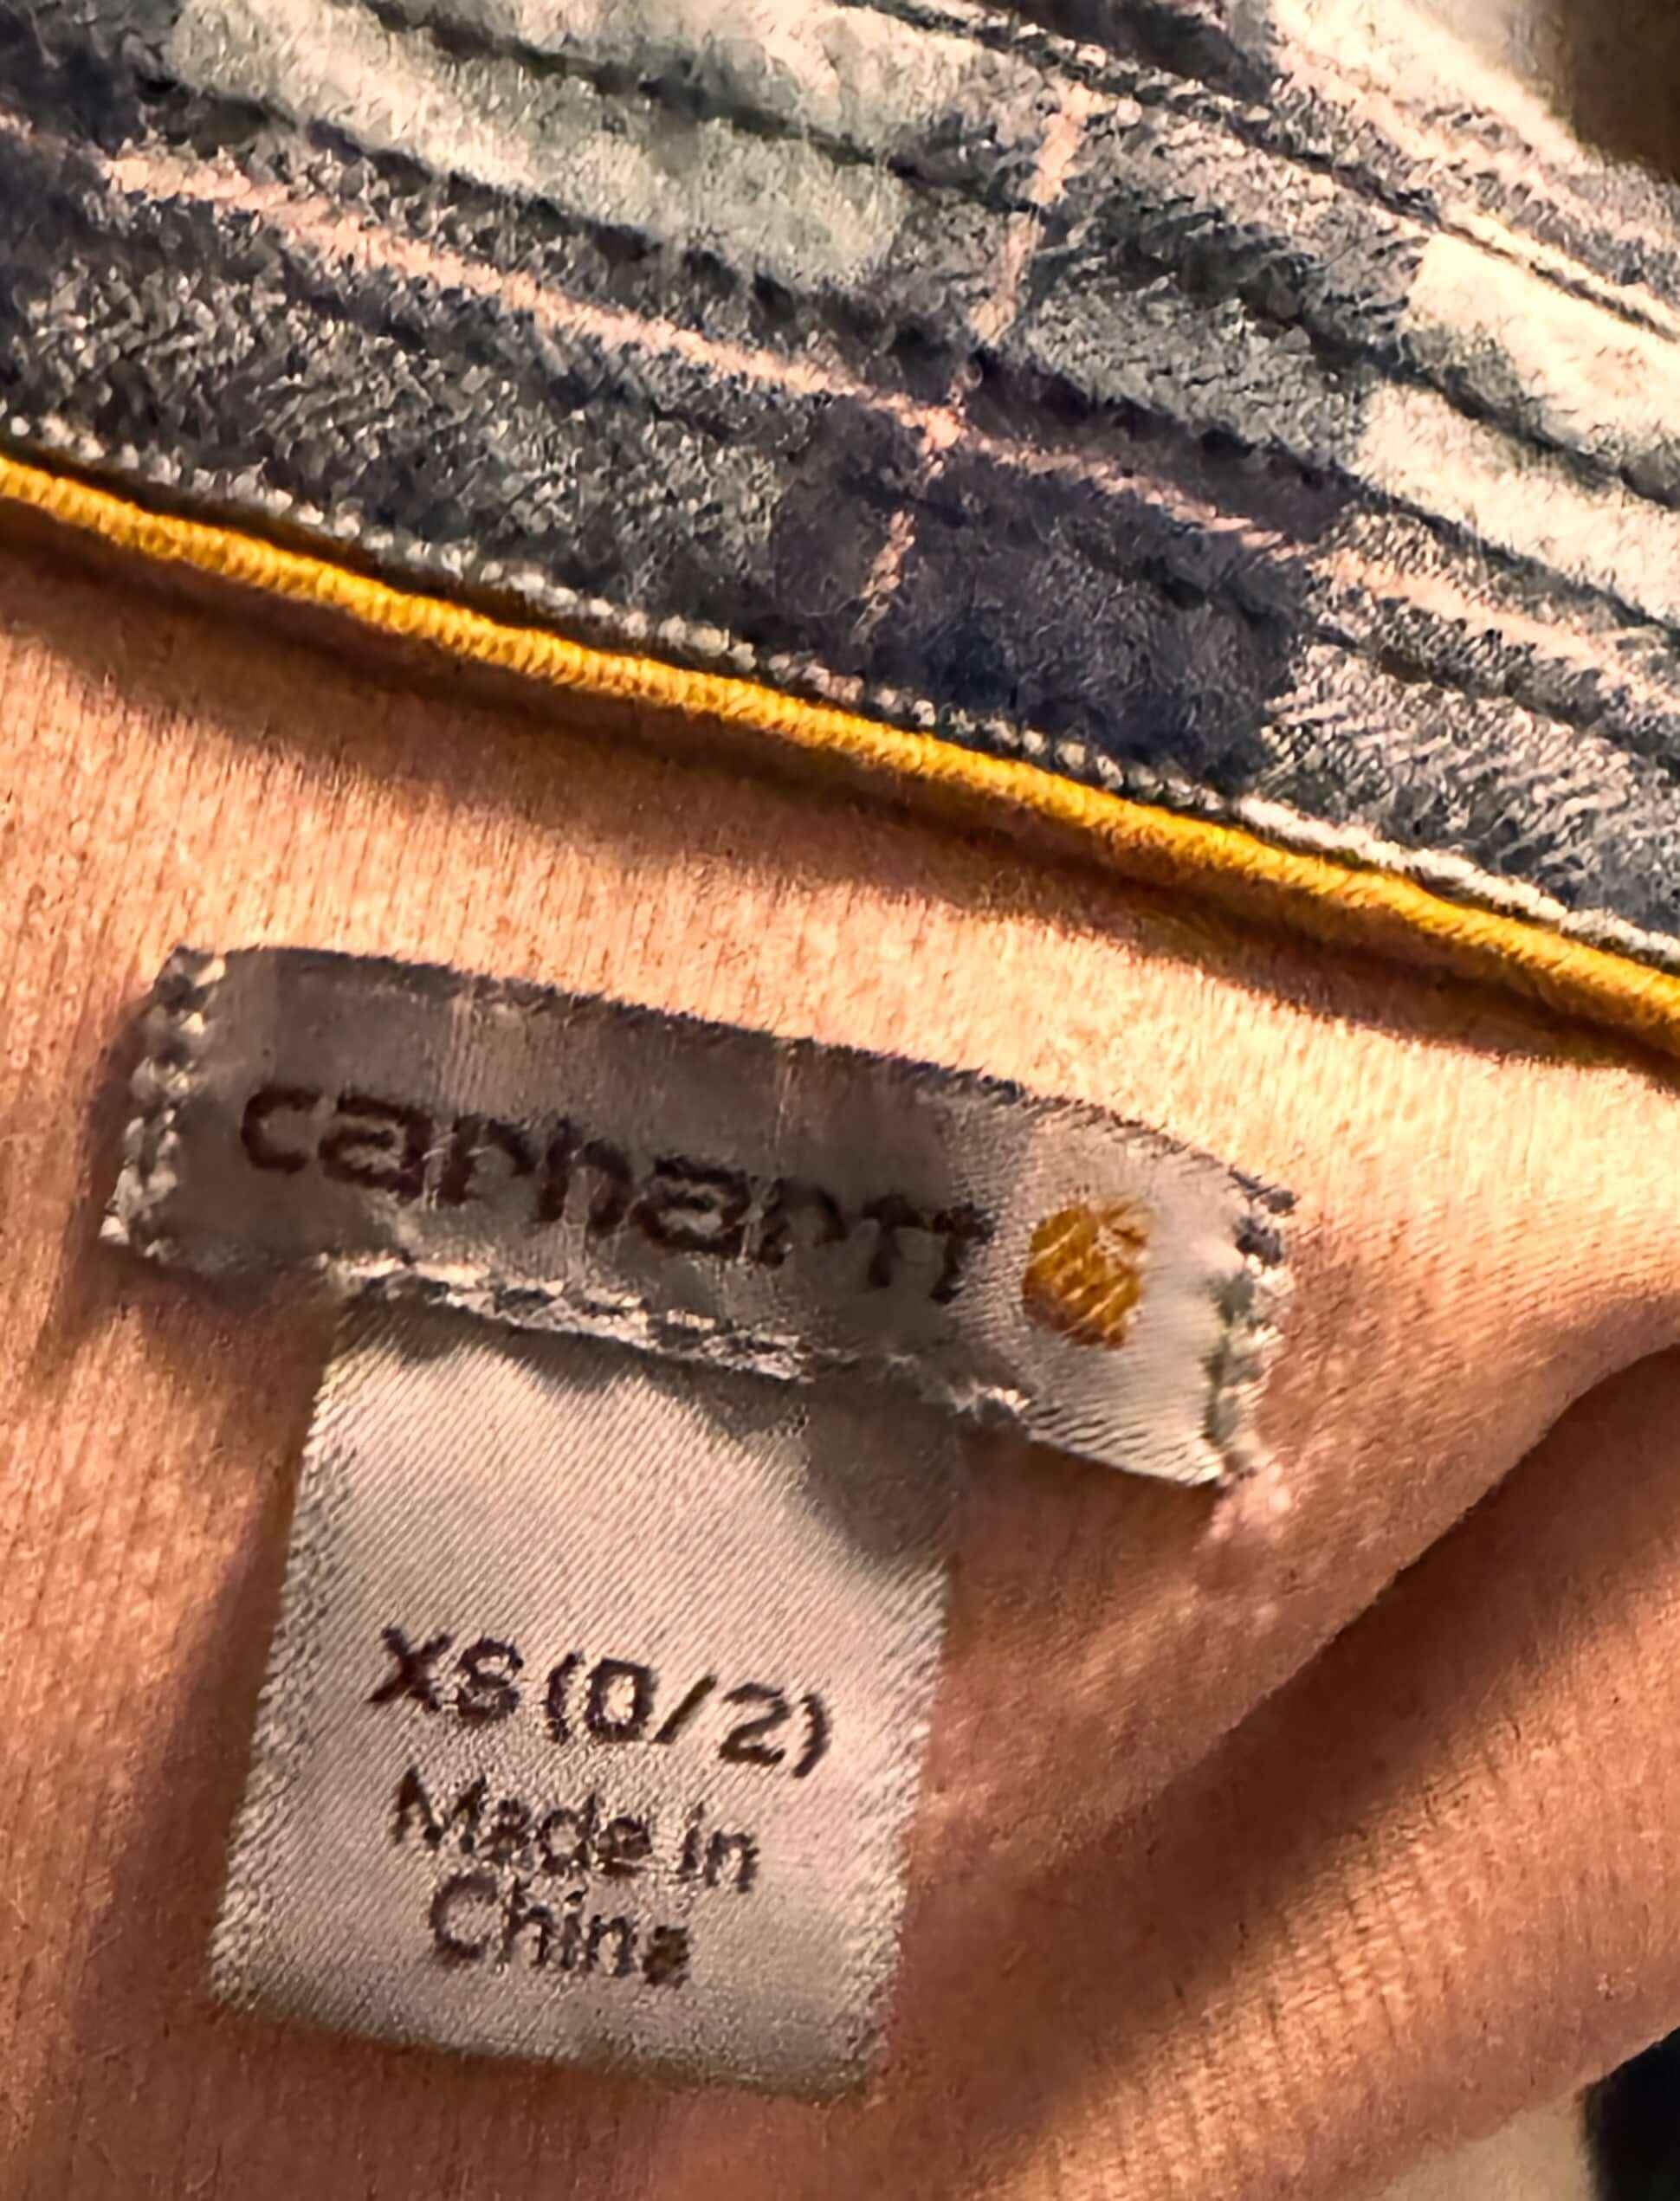 carhartt
XS(0/2)
Made in
China